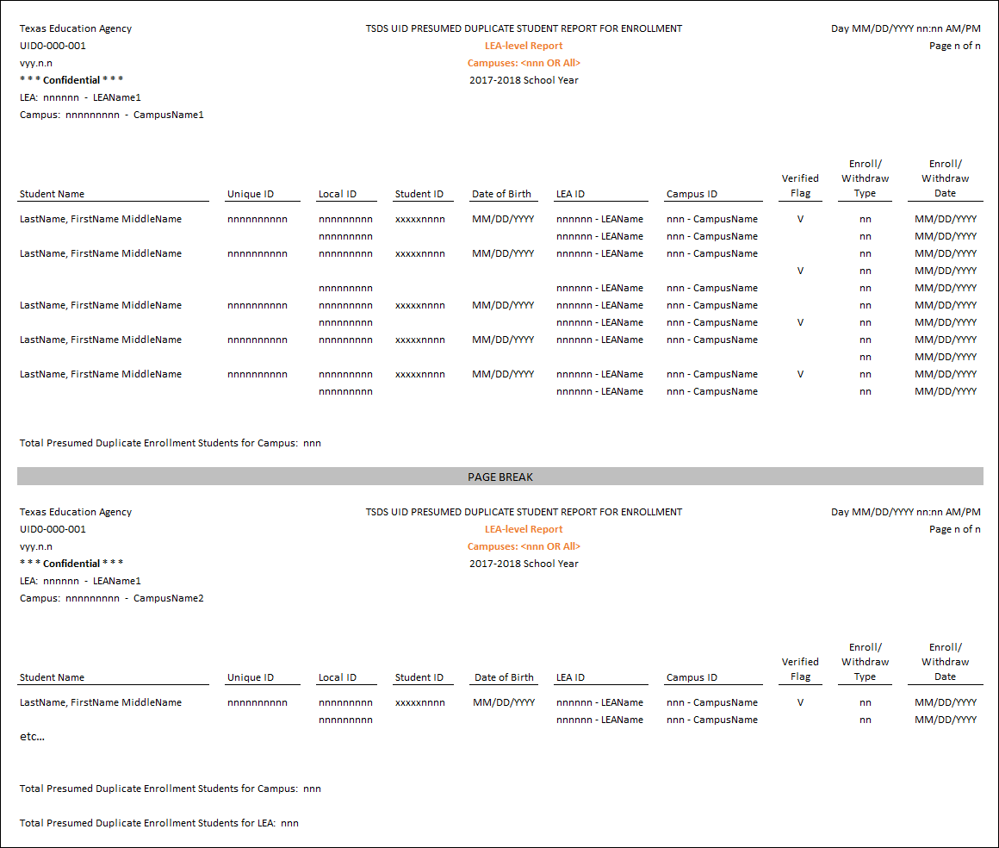 Texas Education Agency TSDS UID PRESUMED DUPLICATE STUDENT REPORT FOR ENROLLMENT Day MM/DD/YYYY nn:nn AM/PM
UID0-000-001 LEA-level Report Page n of n
vyy.n.n Campuses: <nnn OR All>
* * * Confidential * * * 2017-2018 School Year
LEA: nnnnnn - LEAName1
Campus: nnnnnnnnn - CampusName1
Enroll/ Enroll/
Verified Withdraw Withdraw
Student Name Unique ID Local ID Student ID Date of Birth LEA ID Campus ID Flag Type Date
LastName, FirstName MiddleName nnnnnnnnnn nnnnnnnnn xxxxxnnnn MM/DD/YYYY nnnnnn - LEAName nnn - CampusName V nn MM/DD/YYYY
nnnnnnnnn nnnnnn - LEAName nnn - CampusName nn MM/DD/YYYY
LastName, FirstName MiddleName nnnnnnnnnn nnnnnnnnn xxxxxnnnn MM/DD/YYYY nnnnnn - LEAName nnn - CampusName nn MM/DD/YYYY
V nn MM/DD/YYYY
nnnnnnnnn nnnnnn - LEAName nnn - CampusName nn MM/DD/YYYY
LastName, FirstName MiddleName nnnnnnnnnn nnnnnnnnn xxxxxnnnn MM/DD/YYYY nnnnnn - LEAName nnn - CampusName nn MM/DD/YYYY
nnnnnnnnn nnnnnn - LEAName nnn - CampusName V nn MM/DD/YYYY
LastName, FirstName MiddleName nnnnnnnnnn nnnnnnnnn xxxxxnnnn MM/DD/YYYY nnnnnn - LEAName nnn - CampusName nn MM/DD/YYYY
nn MM/DD/YYYY
LastName, FirstName MiddleName nnnnnnnnnn nnnnnnnnn xxxxxnnnn MM/DD/YYYY nnnnnn - LEAName nnn - CampusName V nn MM/DD/YYYY
nnnnnnnnn nnnnnn - LEAName nnn - CampusName nn MM/DD/YYYY
Total Presumed Duplicate Enrollment Students for Campus: nnn
PAGE BREAK
Texas Education Agency TSDS UID PRESUMED DUPLICATE STUDENT REPORT FOR ENROLLMENT Day MM/DD/YYYY nn:nn AM/PM
UID0-000-001 LEA-level Report Page n of n
vyy.n.n Campuses: <nnn OR All>
* * * Confidential * * * 2017-2018 School Year
LEA: nnnnnn - LEAName1
Campus: nnnnnnnnn - CampusName2
Enroll/ Enroll/
Verified Withdraw Withdraw
Student Name Unique ID Local ID Student ID Date of Birth LEA ID Campus ID Flag Type Date
LastName, FirstName MiddleName nnnnnnnnnn nnnnnnnnn xxxxxnnnn MM/DD/YYYY nnnnnn - LEAName nnn - CampusName V nn MM/DD/YYYY
nnnnnnnnn nnnnnn - LEAName nnn - CampusName nn MM/DD/YYYY
etc...
Total Presumed Duplicate Enrollment Students for Campus: nnn
Total Presumed Duplicate Enrollment Students for LEA: nnn